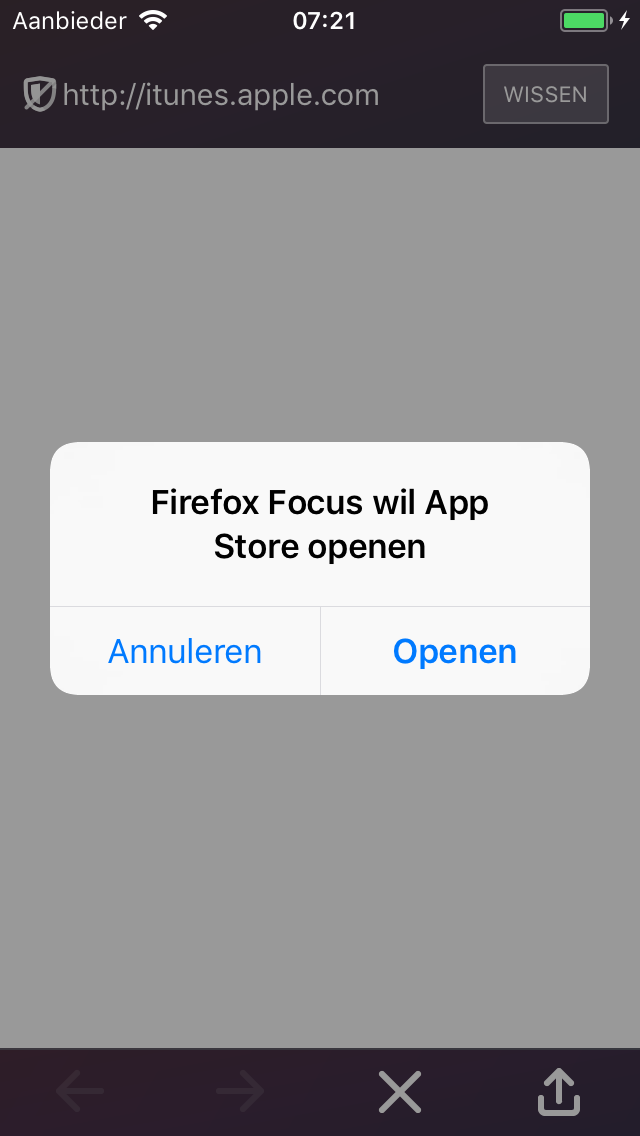 Aanbieder 07:21
http://itunes.apple.com WISSEN
Firefox Focus wil App
Store openen
Annuleren Openen